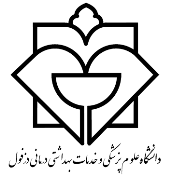 دانشگاه علوم پزشکی و خدمات بهداشتی درمانی دزفول